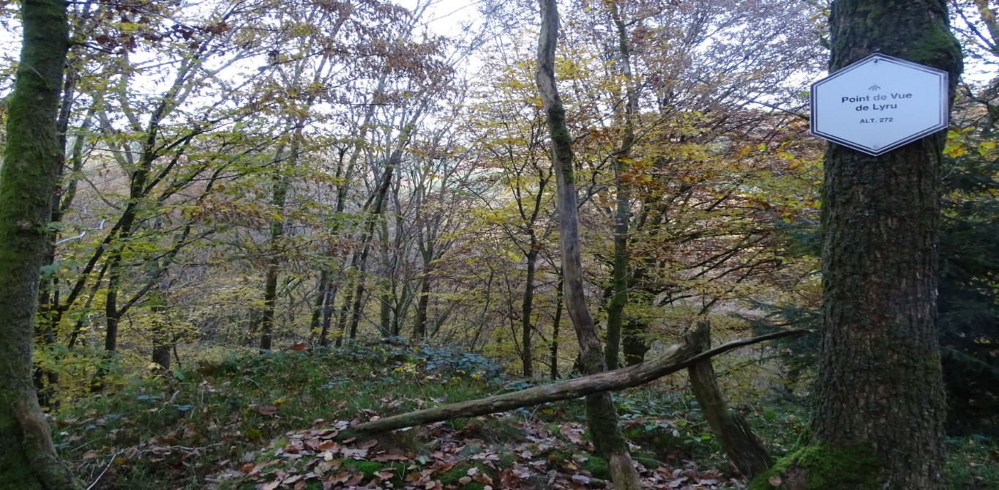 Point de Vue
de Lyru
ALT. 272